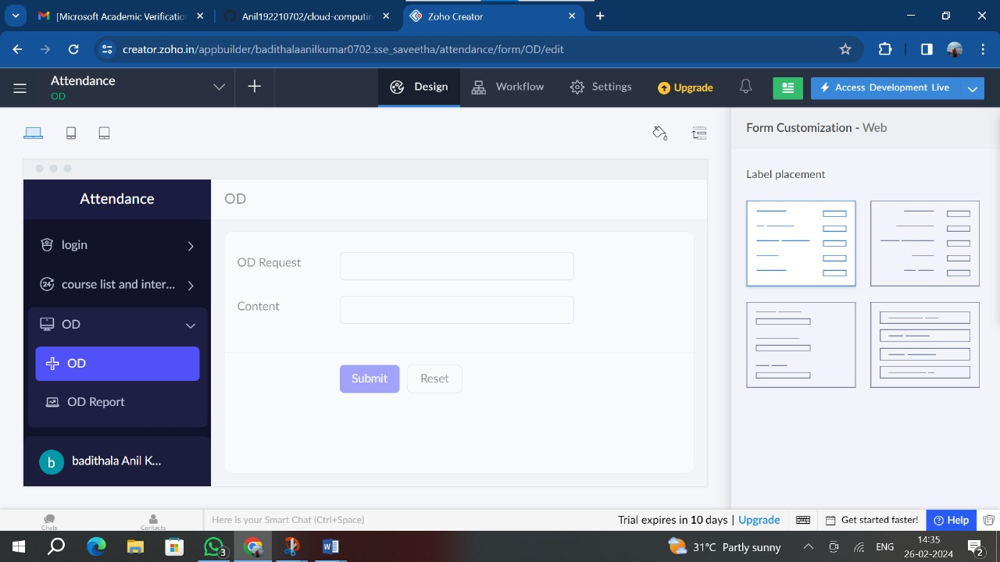 [Microsoft Academic Verificatio
Anil192210702/cloud-computin
Zoho Creator
creator.zoho.in/appbuilder/badithalaanilkumar0702.sse_saveetha/attendance/form/OD/edit
Attendance
OD
Design
Workflow
Settings
Upgrade
Access Development Live
Form Customization - Web
Label placement
Attendance
OD
login
24
course list and inter...
OD
OD
OD Report
b
badithala Anil K...
OD Request
Content
Submit
Reset
Chats
Contacts
Here is your Smart Chat (Ctrl+Space)
Trial expires in 10 days | Upgrade
Get started faster!
Help
3
31°C Partly sunny
ENG
14:35
26-02-2024
2